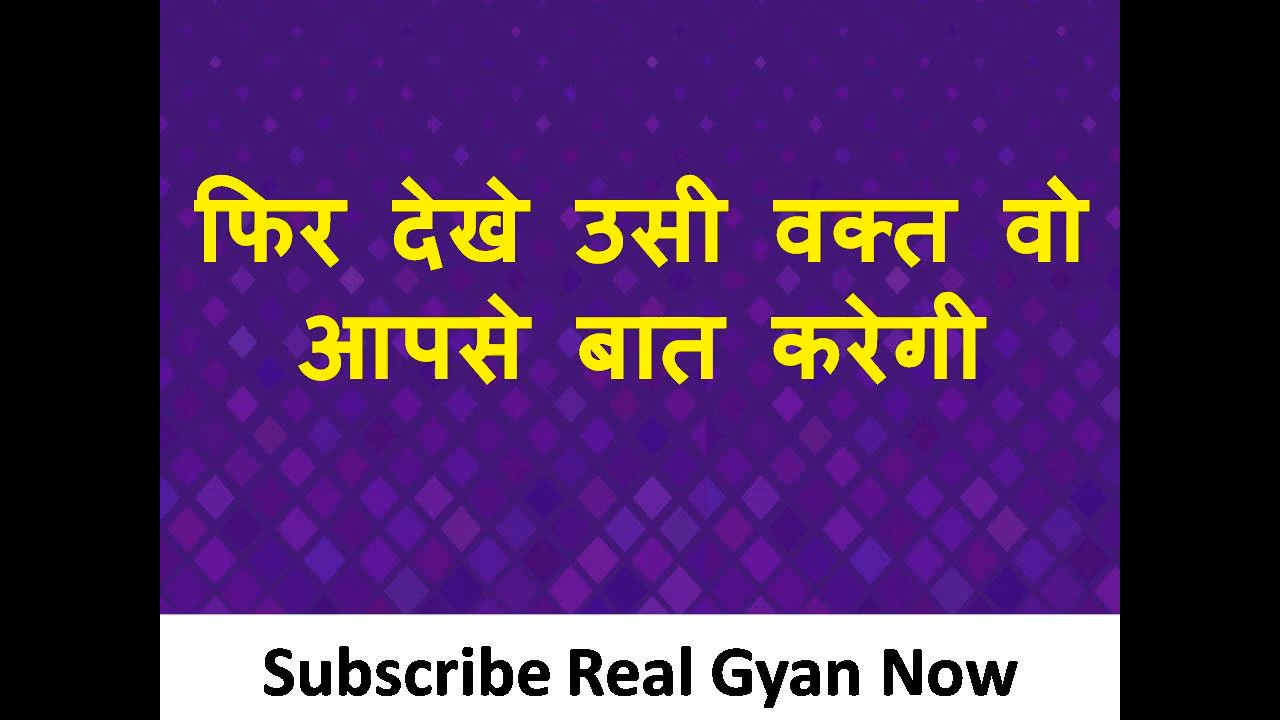 फिर देखे उसी वक्त वो
आपसे बात करेगी
Subscribe Real Gyan Now